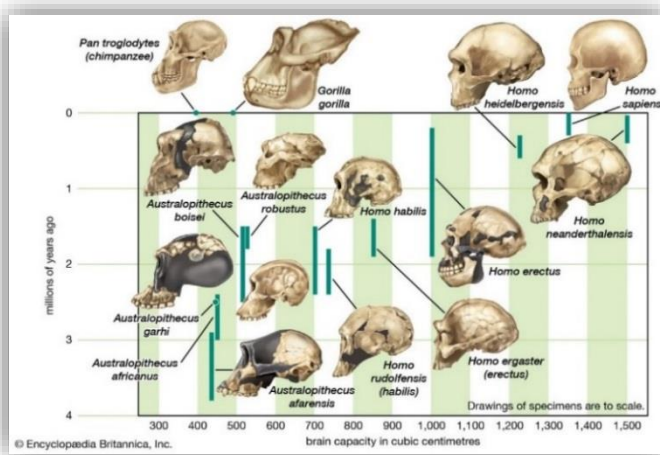 Pan troglodytes
(chimpanzee)
Gorilla
gorilla
Homo
heidelbergensis
Homo
sapiens
0
Australopithecus
boisei
Australopithecus
robustus
Homo habilis
Homo
neanderthalensis
1
Homo erectus
2
Australopithecus
garhi
Australopithecus
africanus
3
Australopithecus
afarensis
Homo
rudolfensis
(habilis)
Homo ergaster
(erectus)
Drawings of specimens are to scale.
4
millions of years ago
300 400 500 600 700 800 900 1,000 1,100 1,200 1,300 1,400 1,500
brain capacity in cubic centimetres
© Encyclopædia Britannica, Inc.